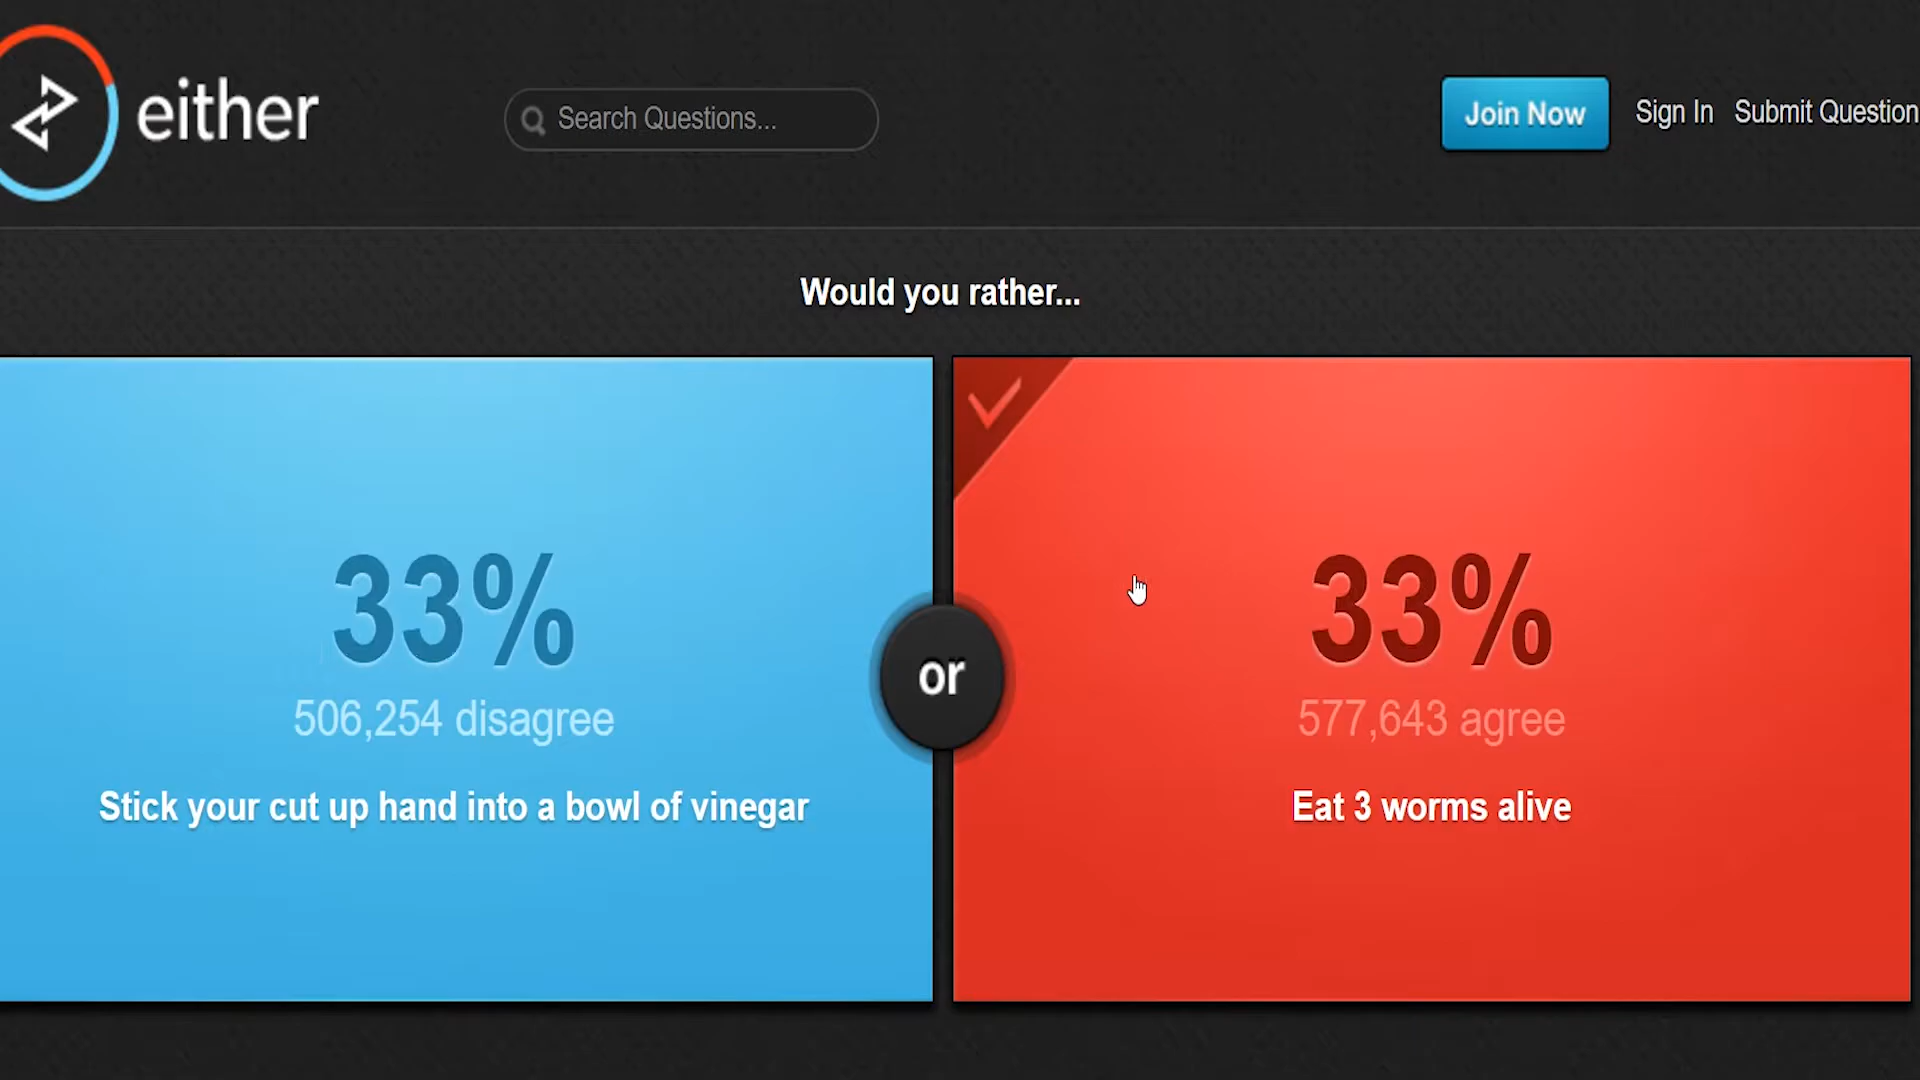 either
Search Questions...
Join Now
Sign In
Submit Question
Would you rather...
33%
506,254 disagree
Stick your cut up hand into a bowl of vinegar
or
33%
577,643 agree
Eat 3 worms alive